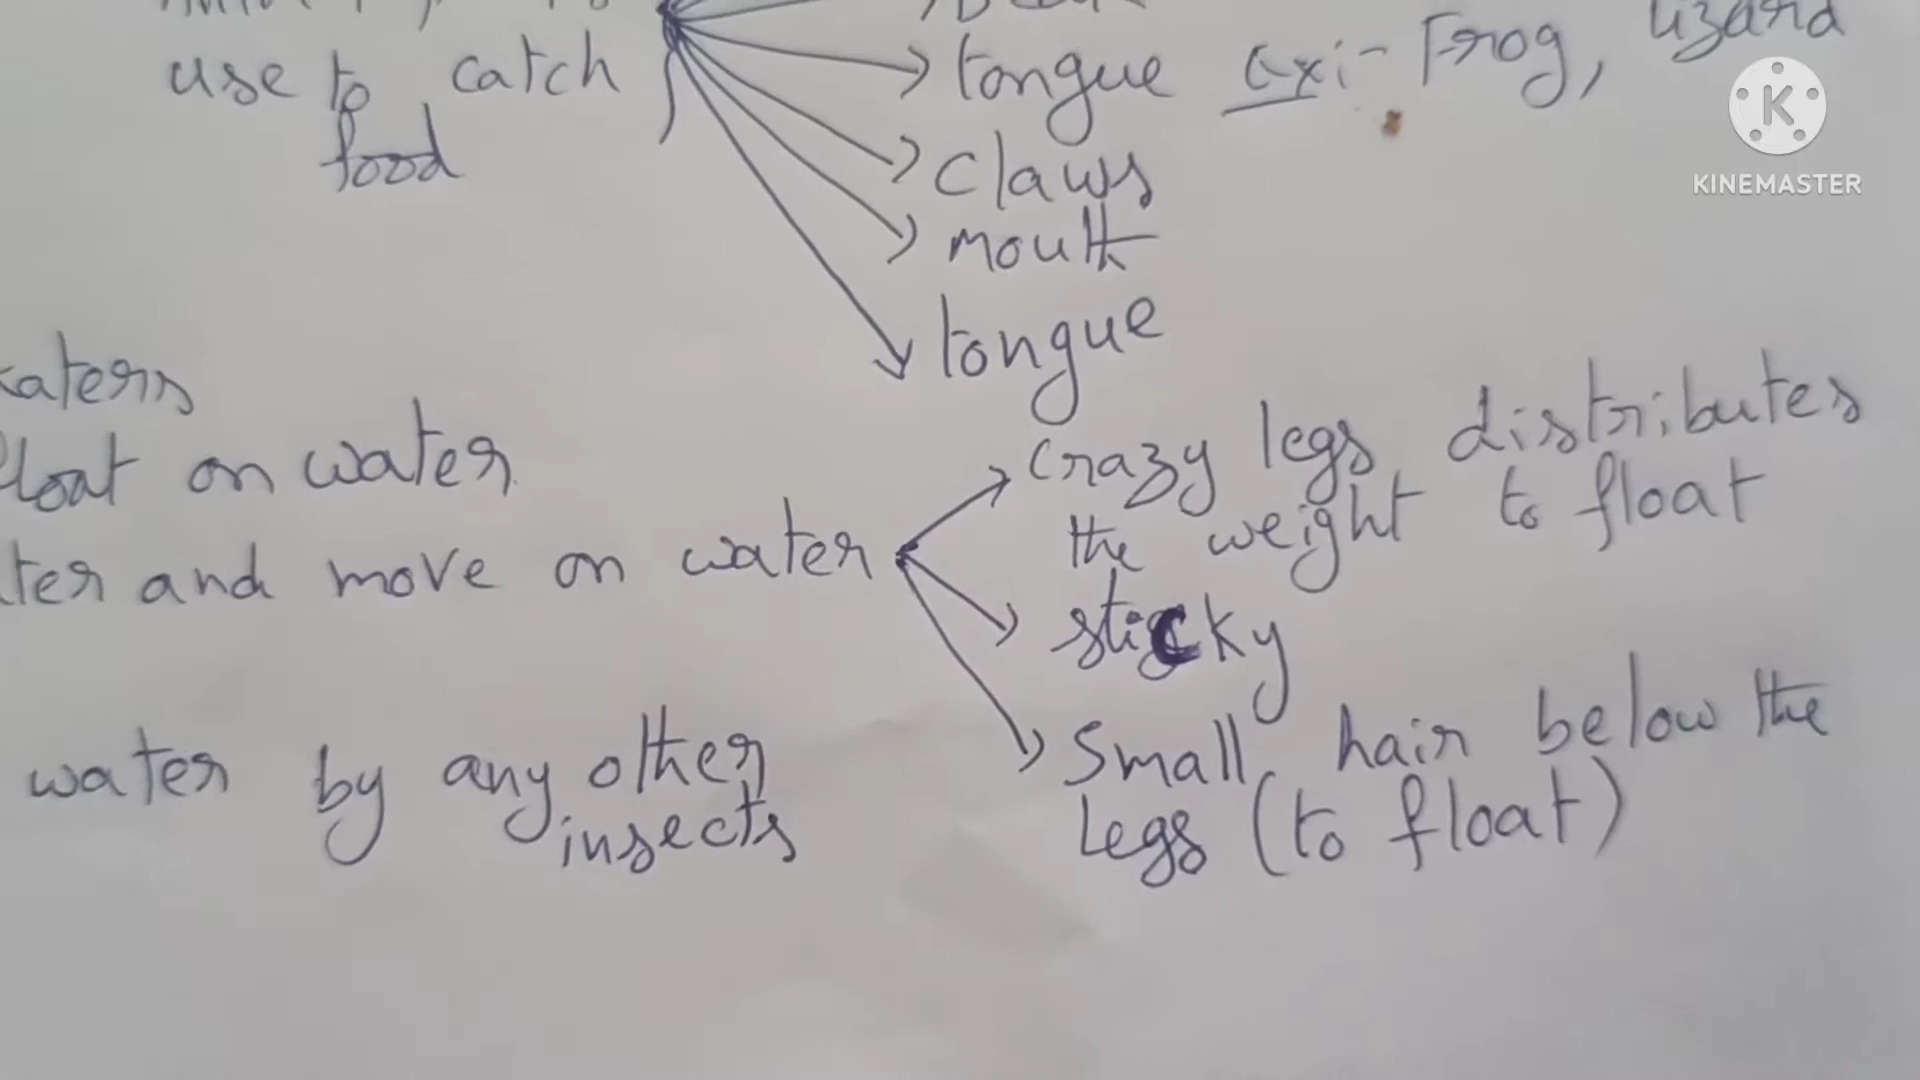 tongue Exi- Frog, lizard
use to catch
food
claws
mouth
tongue
float on water
and move on water
crazy legs distributes
the weight to float
sticky
small hair below the
legs (to float)
water by any other
insects
KINEMASTER